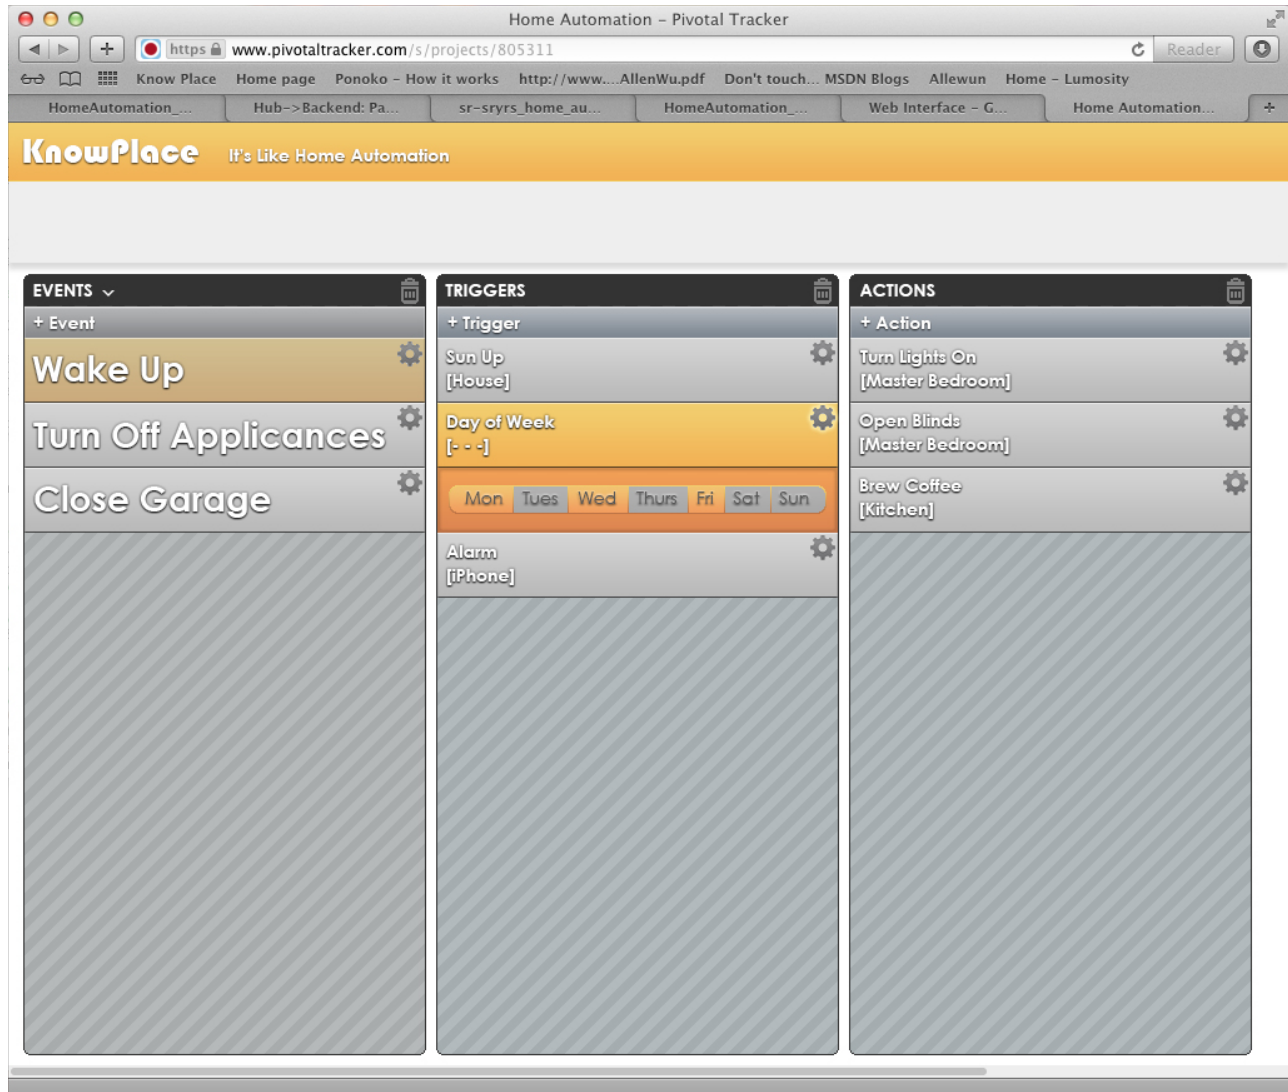 Home Automation – Pivotal Tracker
https www.pivotaltracker.com/s/projects/805311 Reader
Know Place Home page Ponoko – How it works http://www....AllenWu.pdf Don't touch... MSDN Blogs Allewun Home – Lumosity
HomeAutomation_... Hub->Backend: Pa... sr-sryrs_home_au... HomeAutomation_... Web Interface – G... Home Automation...
KnowPlace It's Like Home Automation
EVENTS
+ Event
Wake Up
Turn Off Applicances
Close Garage
TRIGGERS
+ Trigger
Sun Up
[House]
Day of Week
[- - -]
Mon Tues Wed Thurs Fri Sat Sun
Alarm
[iPhone]
ACTIONS
+ Action
Turn Lights On
[Master Bedroom]
Open Blinds
[Master Bedroom]
Brew Coffee
[Kitchen]